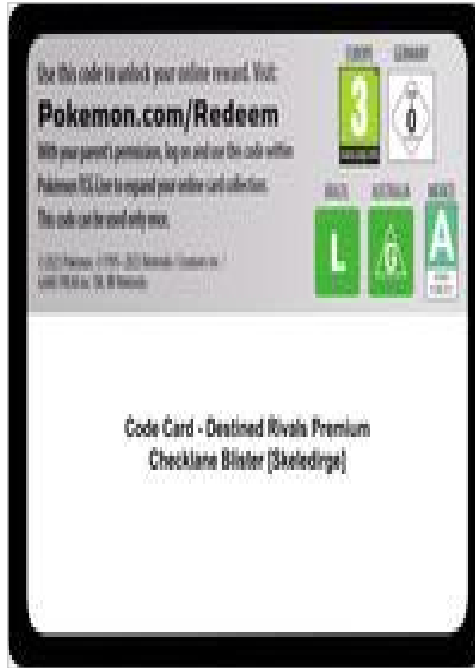 Use this code to unlock your online reward. Visit:
Pokemon.com/Redeem
With your parent's permission, log on and use this code within
Pokémon TCG Live to expand your online card collection.
This code can be used only once.
EUROPE GERMANY
3
0
BRAZIL AUSTRALIA MEXICO
L
G
A
Code Card - Destined Rivals Premium
Checklane Blister [Skeledirge]